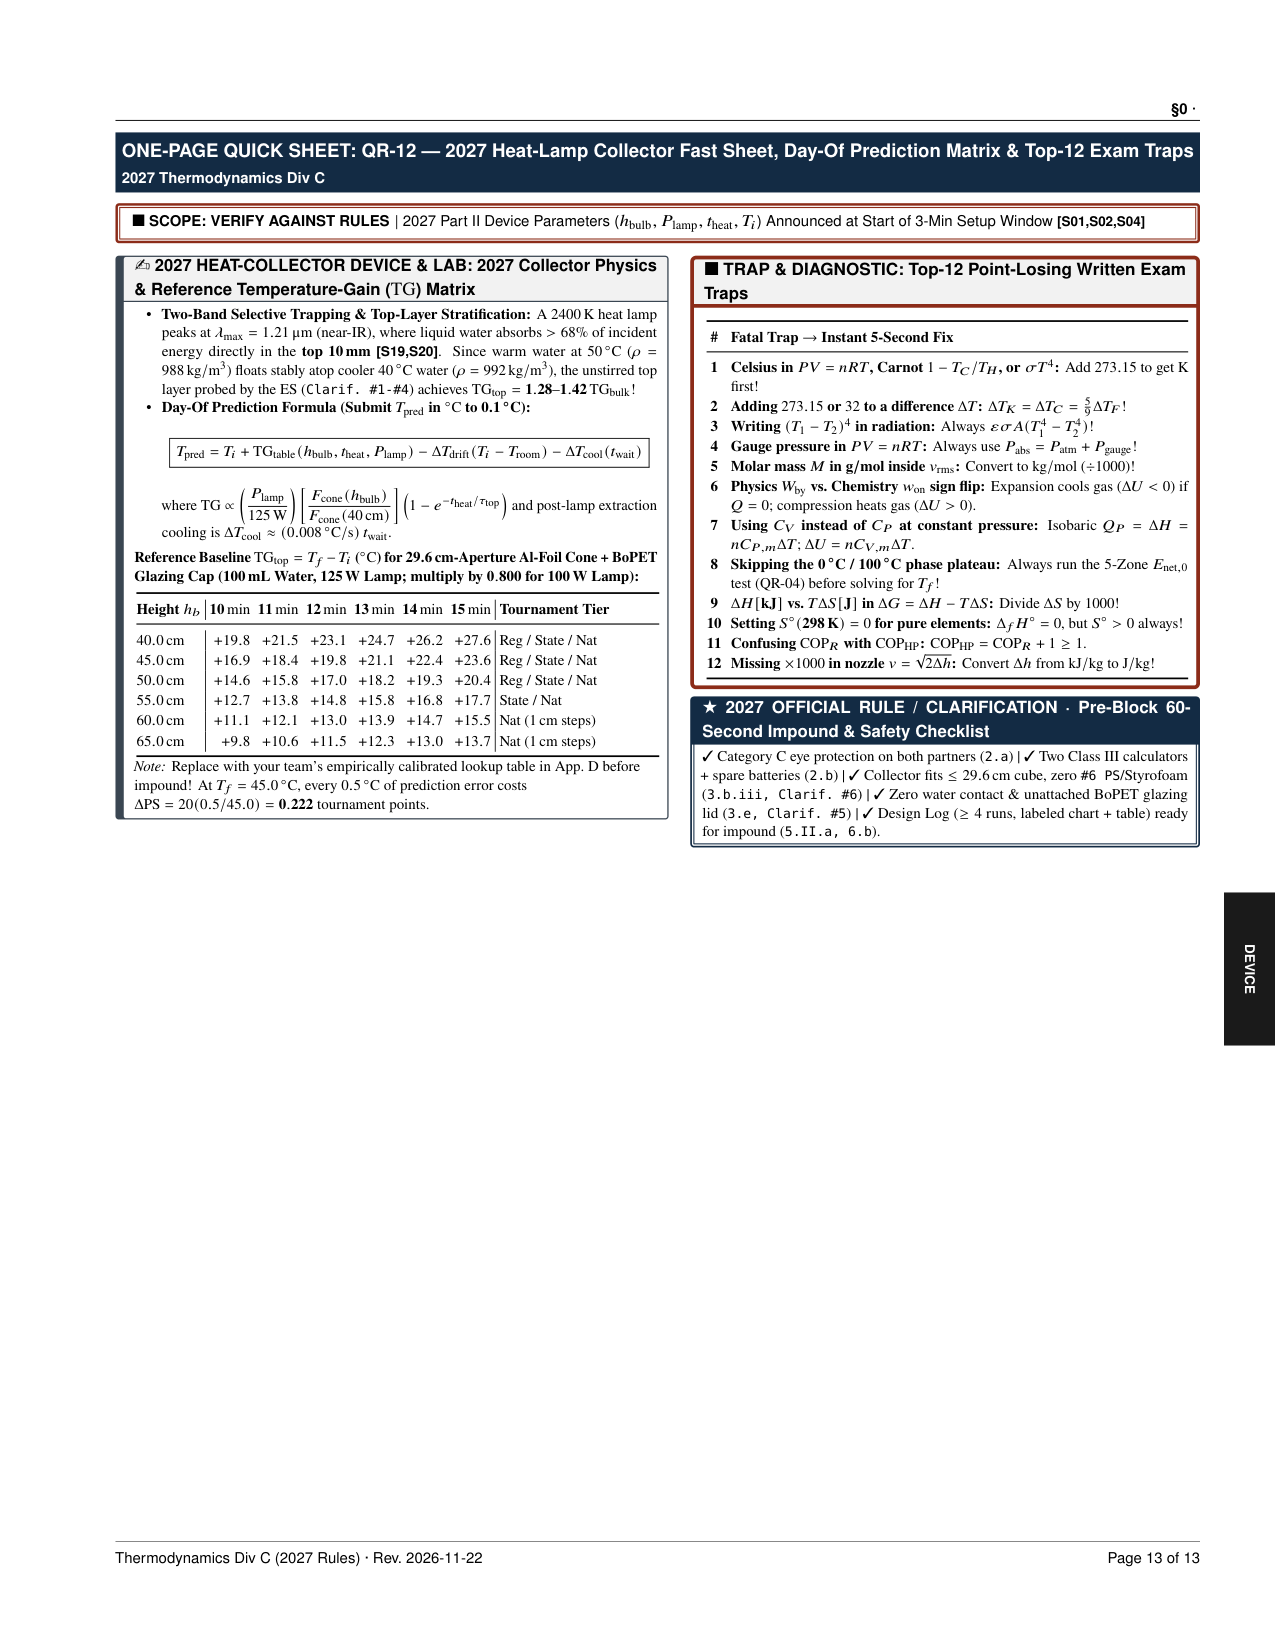 §0 ·
ONE-PAGE QUICK SHEET: QR-12 — 2027 Heat-Lamp Collector Fast Sheet, Day-Of Prediction Matrix & Top-12 Exam Traps
2027 Thermodynamics Div C
■ SCOPE: VERIFY AGAINST RULES | 2027 Part II Device Parameters (h_bulb, P_lamp, t_heat, T_i) Announced at Start of 3-Min Setup Window [S01,S02,S04]
✍ 2027 HEAT-COLLECTOR DEVICE & LAB: 2027 Collector Physics
& Reference Temperature-Gain (TG) Matrix
• Two-Band Selective Trapping & Top-Layer Stratification: A 2400 K heat lamp
peaks at λ_max = 1.21 µm (near-IR), where liquid water absorbs > 68% of incident
energy directly in the top 10 mm [S19,S20]. Since warm water at 50 °C (ρ =
988 kg/m³) floats stably atop cooler 40 °C water (ρ = 992 kg/m³), the unstirred top
layer probed by the ES (Clarif. #1-#4) achieves TG_top = 1.28–1.42 TG_bulk!
• Day-Of Prediction Formula (Submit T_pred in °C to 0.1 °C):
T_pred = T_i + TG_table(h_bulb, t_heat, P_lamp) − ΔT_drift(T_i − T_room) − ΔT_cool(t_wait)
where TG ∝ (P_lamp / 125 W) [F_cone(h_bulb) / F_cone(40 cm)] (1 − e^(−t_heat/τ_top)) and post-lamp extraction
cooling is ΔT_cool ≈ (0.008 °C/s) t_wait.
Reference Baseline TG_top = T_f − T_i (°C) for 29.6 cm-Aperture Al-Foil Cone + BoPET
Glazing Cap (100 mL Water, 125 W Lamp; multiply by 0.800 for 100 W Lamp):
Height h_b | 10 min 11 min 12 min 13 min 14 min 15 min | Tournament Tier
40.0 cm +19.8 +21.5 +23.1 +24.7 +26.2 +27.6 Reg / State / Nat
45.0 cm +16.9 +18.4 +19.8 +21.1 +22.4 +23.6 Reg / State / Nat
50.0 cm +14.6 +15.8 +17.0 +18.2 +19.3 +20.4 Reg / State / Nat
55.0 cm +12.7 +13.8 +14.8 +15.8 +16.8 +17.7 State / Nat
60.0 cm +11.1 +12.1 +13.0 +13.9 +14.7 +15.5 Nat (1 cm steps)
65.0 cm +9.8 +10.6 +11.5 +12.3 +13.0 +13.7 Nat (1 cm steps)
Note: Replace with your team's empirically calibrated lookup table in App. D before
impound! At T_f = 45.0 °C, every 0.5 °C of prediction error costs
ΔPS = 20(0.5/45.0) = 0.222 tournament points.
■ TRAP & DIAGNOSTIC: Top-12 Point-Losing Written Exam
Traps
# Fatal Trap → Instant 5-Second Fix
1 Celsius in PV = nRT, Carnot 1 − T_C/T_H, or σT⁴: Add 273.15 to get K
first!
2 Adding 273.15 or 32 to a difference ΔT: ΔT_K = ΔT_C = 5/9 ΔT_F!
3 Writing (T₁ − T₂)⁴ in radiation: Always εσA(T₁⁴ − T₂⁴)!
4 Gauge pressure in PV = nRT: Always use P_abs = P_atm + P_gauge!
5 Molar mass M in g/mol inside v_rms: Convert to kg/mol (÷1000)!
6 Physics W_by vs. Chemistry w_on sign flip: Expansion cools gas (ΔU < 0) if
Q = 0; compression heats gas (ΔU > 0).
7 Using C_V instead of C_P at constant pressure: Isobaric Q_P = ΔH =
nC_P,mΔT; ΔU = nC_V,mΔT.
8 Skipping the 0 °C / 100 °C phase plateau: Always run the 5-Zone E_net,0
test (QR-04) before solving for T_f!
9 ΔH[kJ] vs. TΔS[J] in ΔG = ΔH − TΔS: Divide ΔS by 1000!
10 Setting S°(298 K) = 0 for pure elements: Δ_f H° = 0, but S° > 0 always!
11 Confusing COP_R with COP_HP: COP_HP = COP_R + 1 ≥ 1.
12 Missing ×1000 in nozzle v = √2Δh: Convert Δh from kJ/kg to J/kg!
★ 2027 OFFICIAL RULE / CLARIFICATION · Pre-Block 60-
Second Impound & Safety Checklist
✓ Category C eye protection on both partners (2.a) | ✓ Two Class III calculators
+ spare batteries (2.b) | ✓ Collector fits ≤ 29.6 cm cube, zero #6 PS/Styrofoam
(3.b.iii, Clarif. #6) | ✓ Zero water contact & unattached BoPET glazing
lid (3.e, Clarif. #5) | ✓ Design Log (≥ 4 runs, labeled chart + table) ready
for impound (5.II.a, 6.b).
DEVICE
Thermodynamics Div C (2027 Rules) · Rev. 2026-11-22
Page 13 of 13